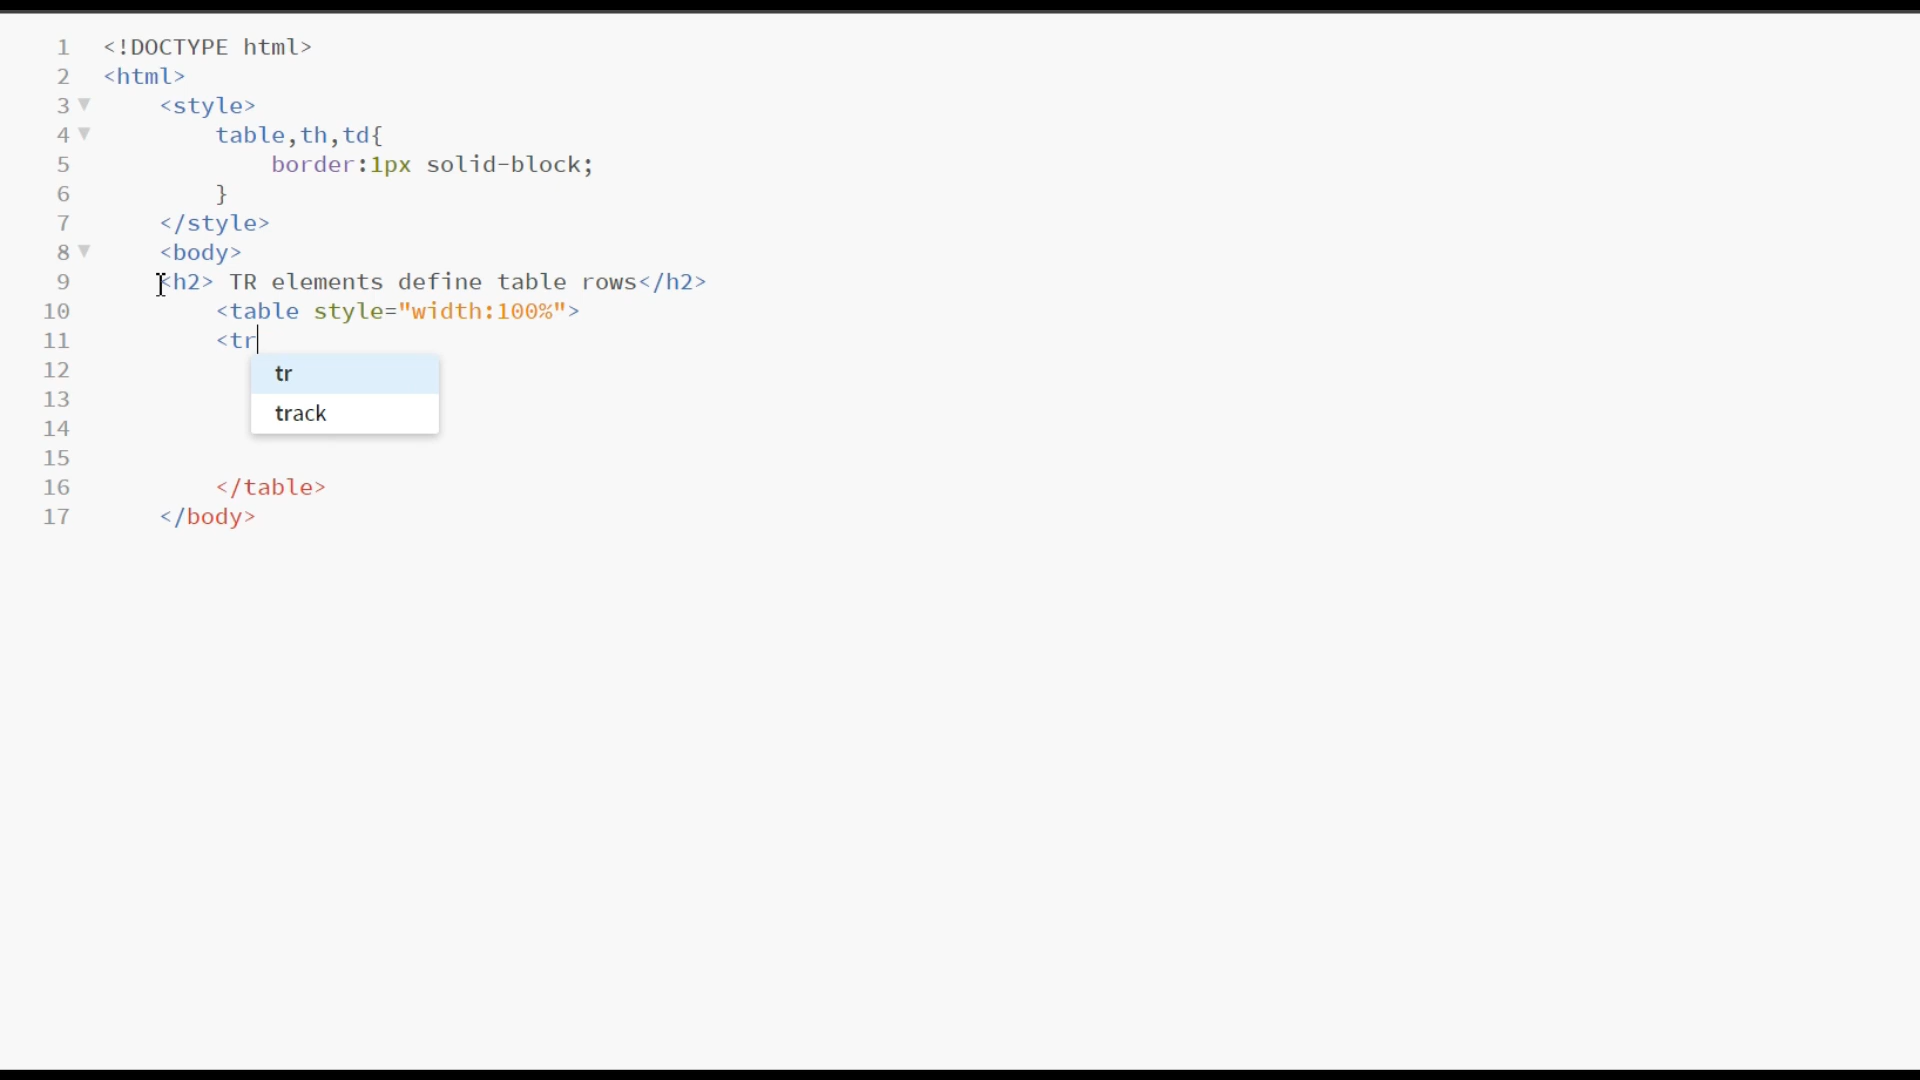 1 <!DOCTYPE html>
2 <html>
3 <style>
4 table,th,td{
5 border:1px solid-block;
6 }
7 </style>
8 <body>
9 <h2> TR elements define table rows</h2>
10 <table style="width:100%">
11 <tr
12 tr
13 track
14
15
16 </table>
17 </body>